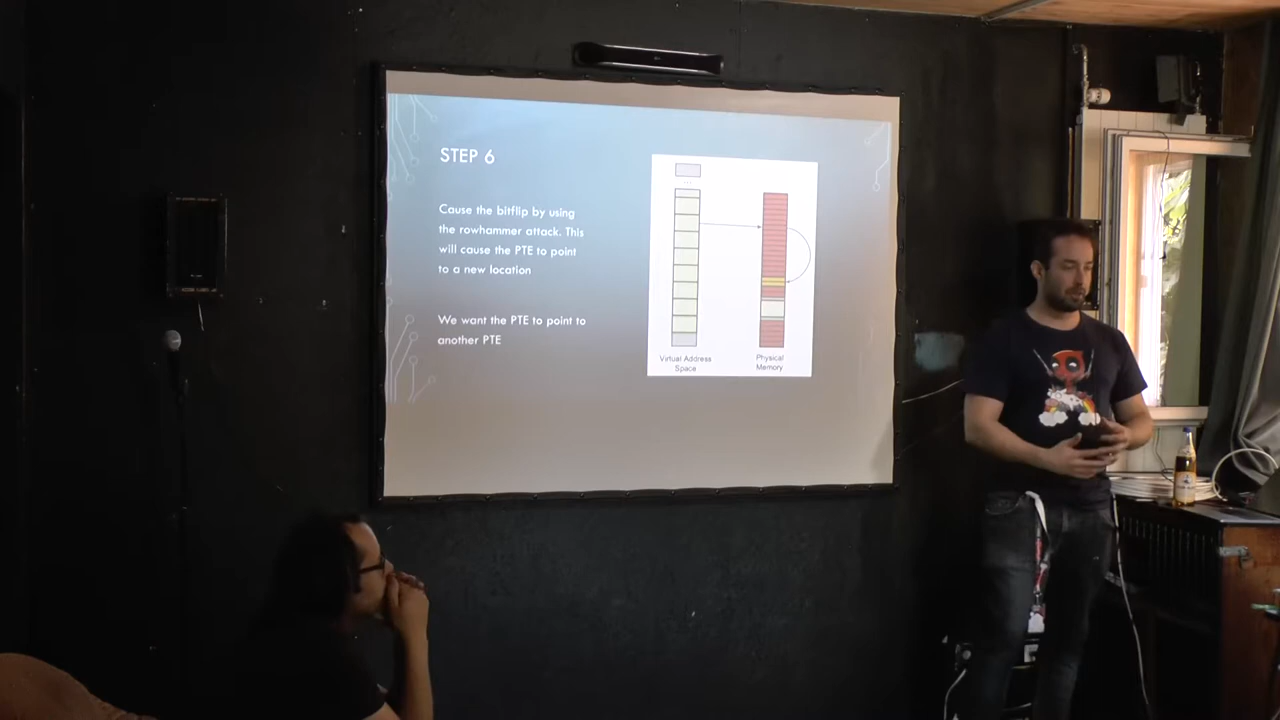 STEP 6
Cause the bitflip by using
the rowhammer attack. This
will cause the PTE to point
to a new location
We want the PTE to point to
another PTE
Virtual Address
Space
Physical
Memory